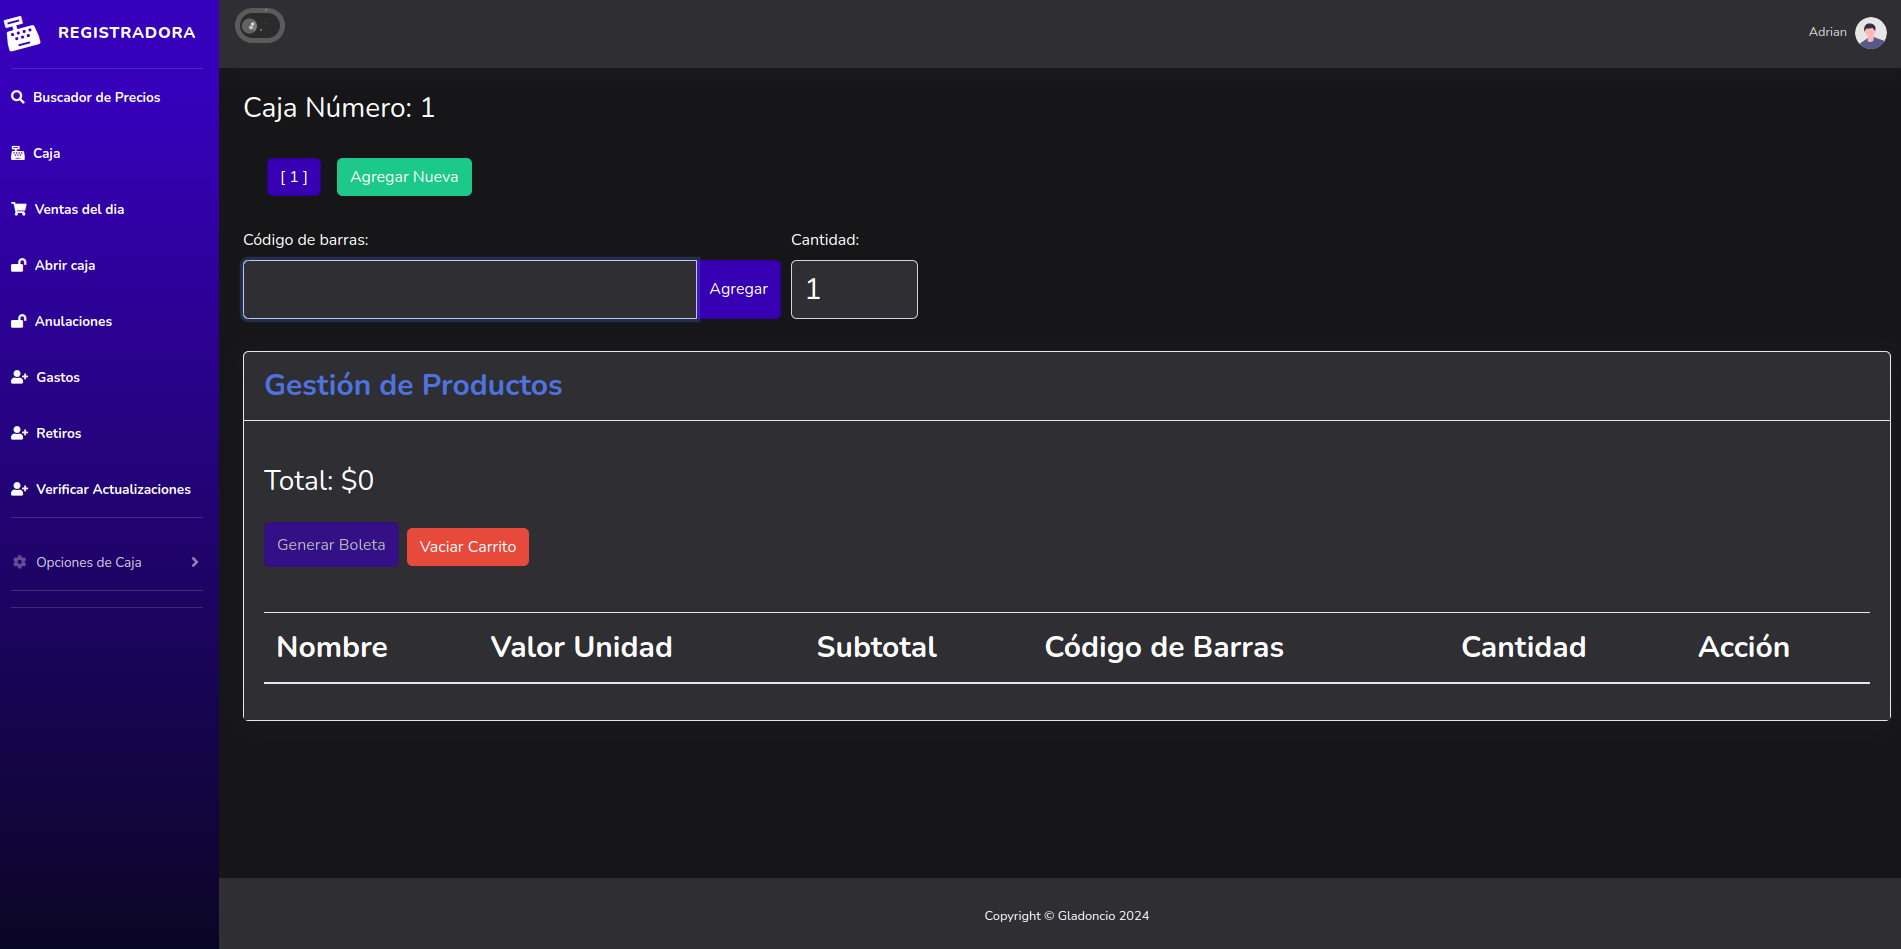 REGISTRADORA
Buscador de Precios
Caja
Ventas del dia
Abrir caja
Anulaciones
Gastos
Retiros
Verificar Actualizaciones
Opciones de Caja
Adrian
Caja Número: 1
[ 1 ] Agregar Nueva
Código de barras: Cantidad:
Agregar 1
Gestión de Productos
Total: $0
Generar Boleta Vaciar Carrito
Nombre Valor Unidad Subtotal Código de Barras Cantidad Acción
Copyright © Gladoncio 2024